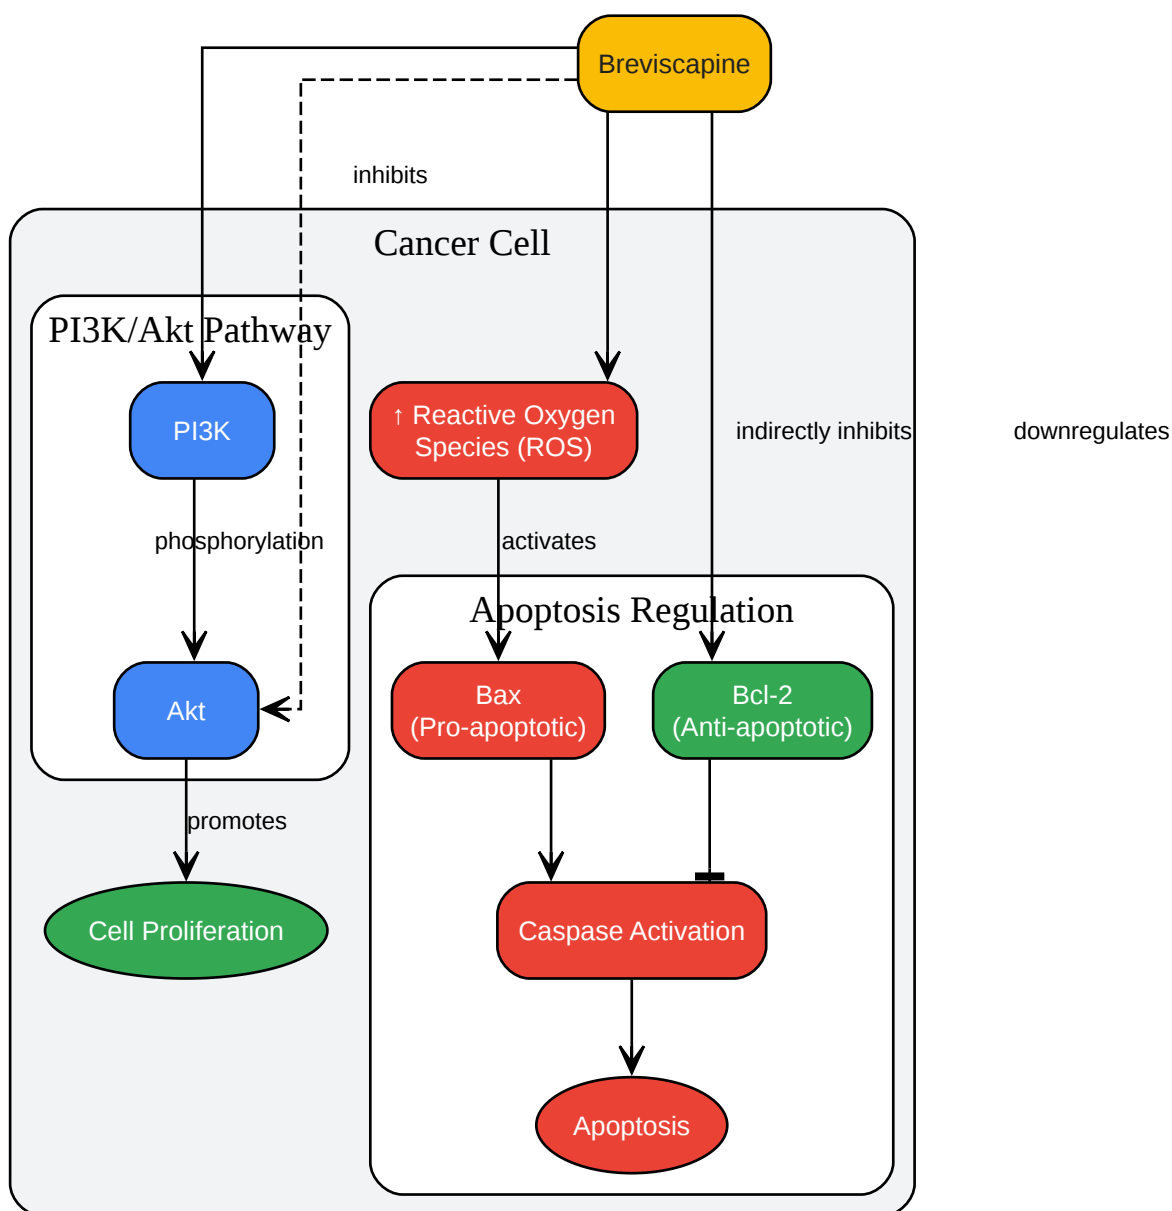 Breviscapine
inhibits
Cancer Cell
PI3K/Akt Pathway
PI3K
↑ Reactive Oxygen
Species (ROS)
indirectly inhibits
downregulates
phosphorylation
activates
Apoptosis Regulation
Akt
Bax
(Pro-apoptotic)
Bcl-2
(Anti-apoptotic)
promotes
Cell Proliferation
Caspase Activation
Apoptosis